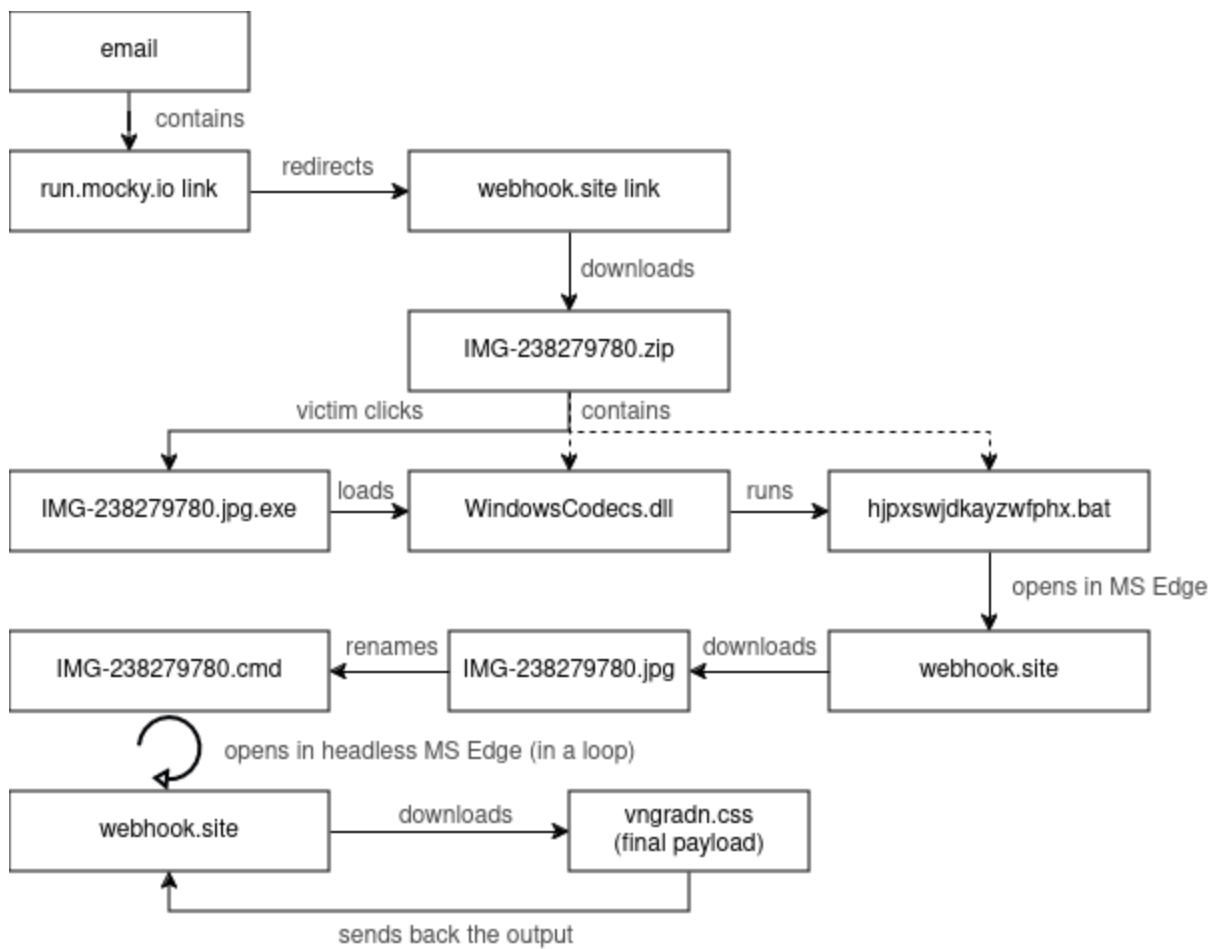 email
contains
run.mocky.io link
redirects
webhook.site link
downloads
IMG-238279780.zip
victim clicks
contains
IMG-238279780.jpg.exe
loads
WindowsCodecs.dll
runs
hjpxswjdkayzwfphx.bat
opens in MS Edge
IMG-238279780.cmd
renames
IMG-238279780.jpg
downloads
webhook.site
opens in headless MS Edge (in a loop)
webhook.site
downloads
vngradn.css
(final payload)
sends back the output